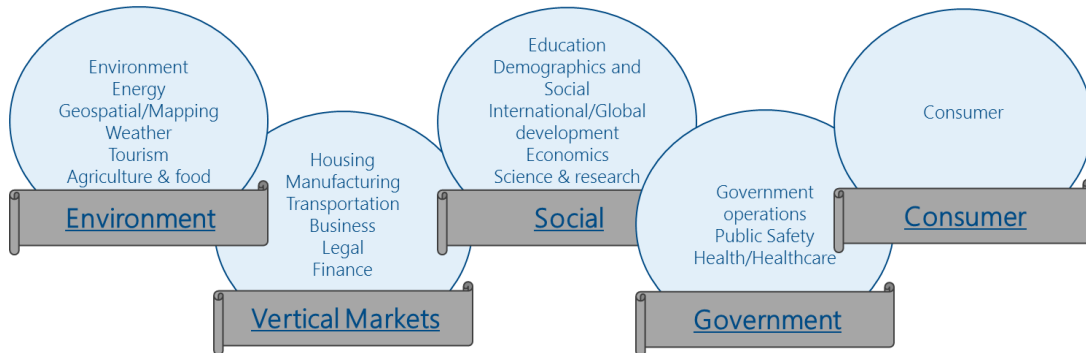 Environment
Energy
Geospatial/Mapping
Weather
Tourism
Agriculture & food
Environment
Housing
Manufacturing
Transportation
Business
Legal
Finance
Vertical Markets
Education
Demographics and
Social
International/Global
development
Economics
Science & research
Social
Government
operations
Public Safety
Health/Healthcare
Government
Consumer
Consumer